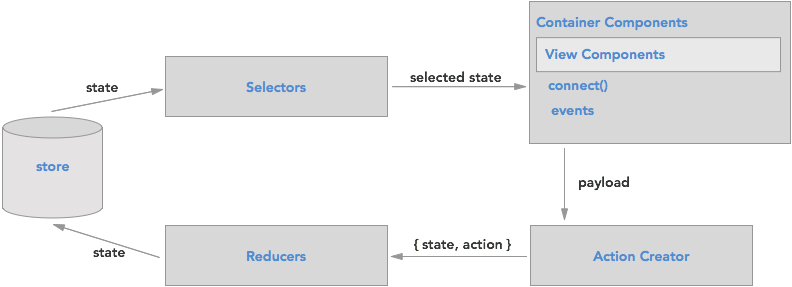 Container Components
View Components
connect()
events
state
Selectors
selected state
store
payload
state
Reducers
{ state, action }
Action Creator